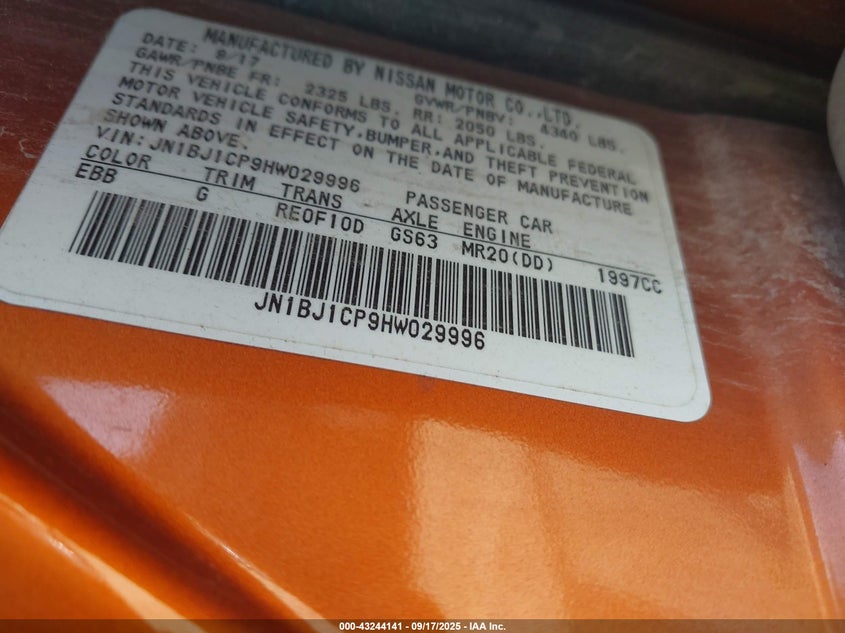 MANUFACTURED BY NISSAN MOTOR CO.,LTD.
DATE: 8/17 GVWR/PNBV: 4340 LBS.
GAWR/PNBE FR: 2325 LBS. RR: 2050 LBS.
THIS VEHICLE CONFORMS TO ALL APPLICABLE FEDERAL
MOTOR VEHICLE SAFETY,BUMPER,AND THEFT PREVENTION
STANDARDS IN EFFECT ON THE DATE OF MANUFACTURE
SHOWN ABOVE.
VIN:JN1BJ1CP9HW029996 PASSENGER CAR
COLOR TRIM TRANS AXLE ENGINE
EBB G RE0F10D GS63 MR20(DD) 1997CC
JN1BJ1CP9HW029996
000-43244141 - 09/17/2025 - IAA Inc.